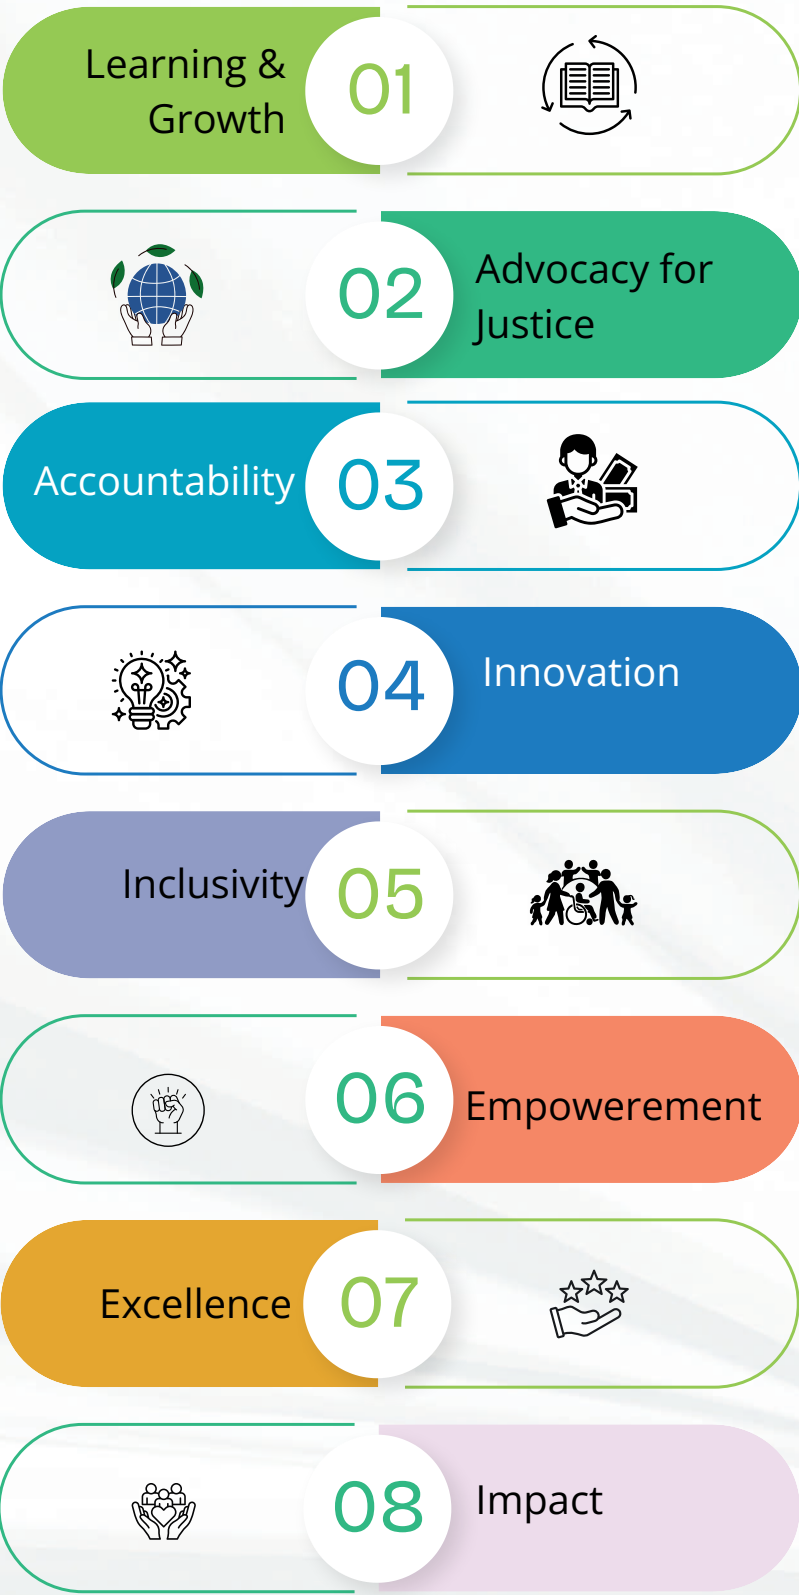 Learning &
Growth
01
02
Advocacy for
Justice
Accountability
03
04
Innovation
Inclusivity
05
06
Empowerement
Excellence
07
08
Impact